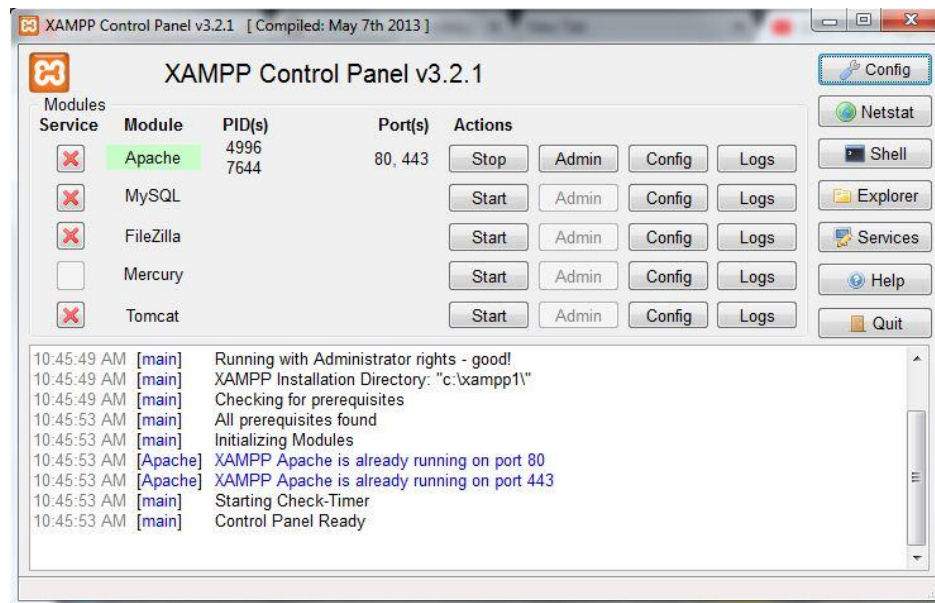 XAMPP Control Panel v3.2.1 [ Compiled: May 7th 2013 ]
XAMPP Control Panel v3.2.1
Config
Modules
Service Module PID(s) Port(s) Actions
Netstat
Apache 4996 7644 80, 443 Stop Admin Config Logs
Shell
MySQL Start Admin Config Logs
Explorer
FileZilla Start Admin Config Logs
Services
Mercury Start Admin Config Logs
Help
Tomcat Start Admin Config Logs
Quit
10:45:49 AM [main] Running with Administrator rights - good!
10:45:49 AM [main] XAMPP Installation Directory: "c:\xampp1\"
10:45:49 AM [main] Checking for prerequisites
10:45:53 AM [main] All prerequisites found
10:45:53 AM [main] Initializing Modules
10:45:53 AM [Apache] XAMPP Apache is already running on port 80
10:45:53 AM [Apache] XAMPP Apache is already running on port 443
10:45:53 AM [main] Starting Check-Timer
10:45:53 AM [main] Control Panel Ready